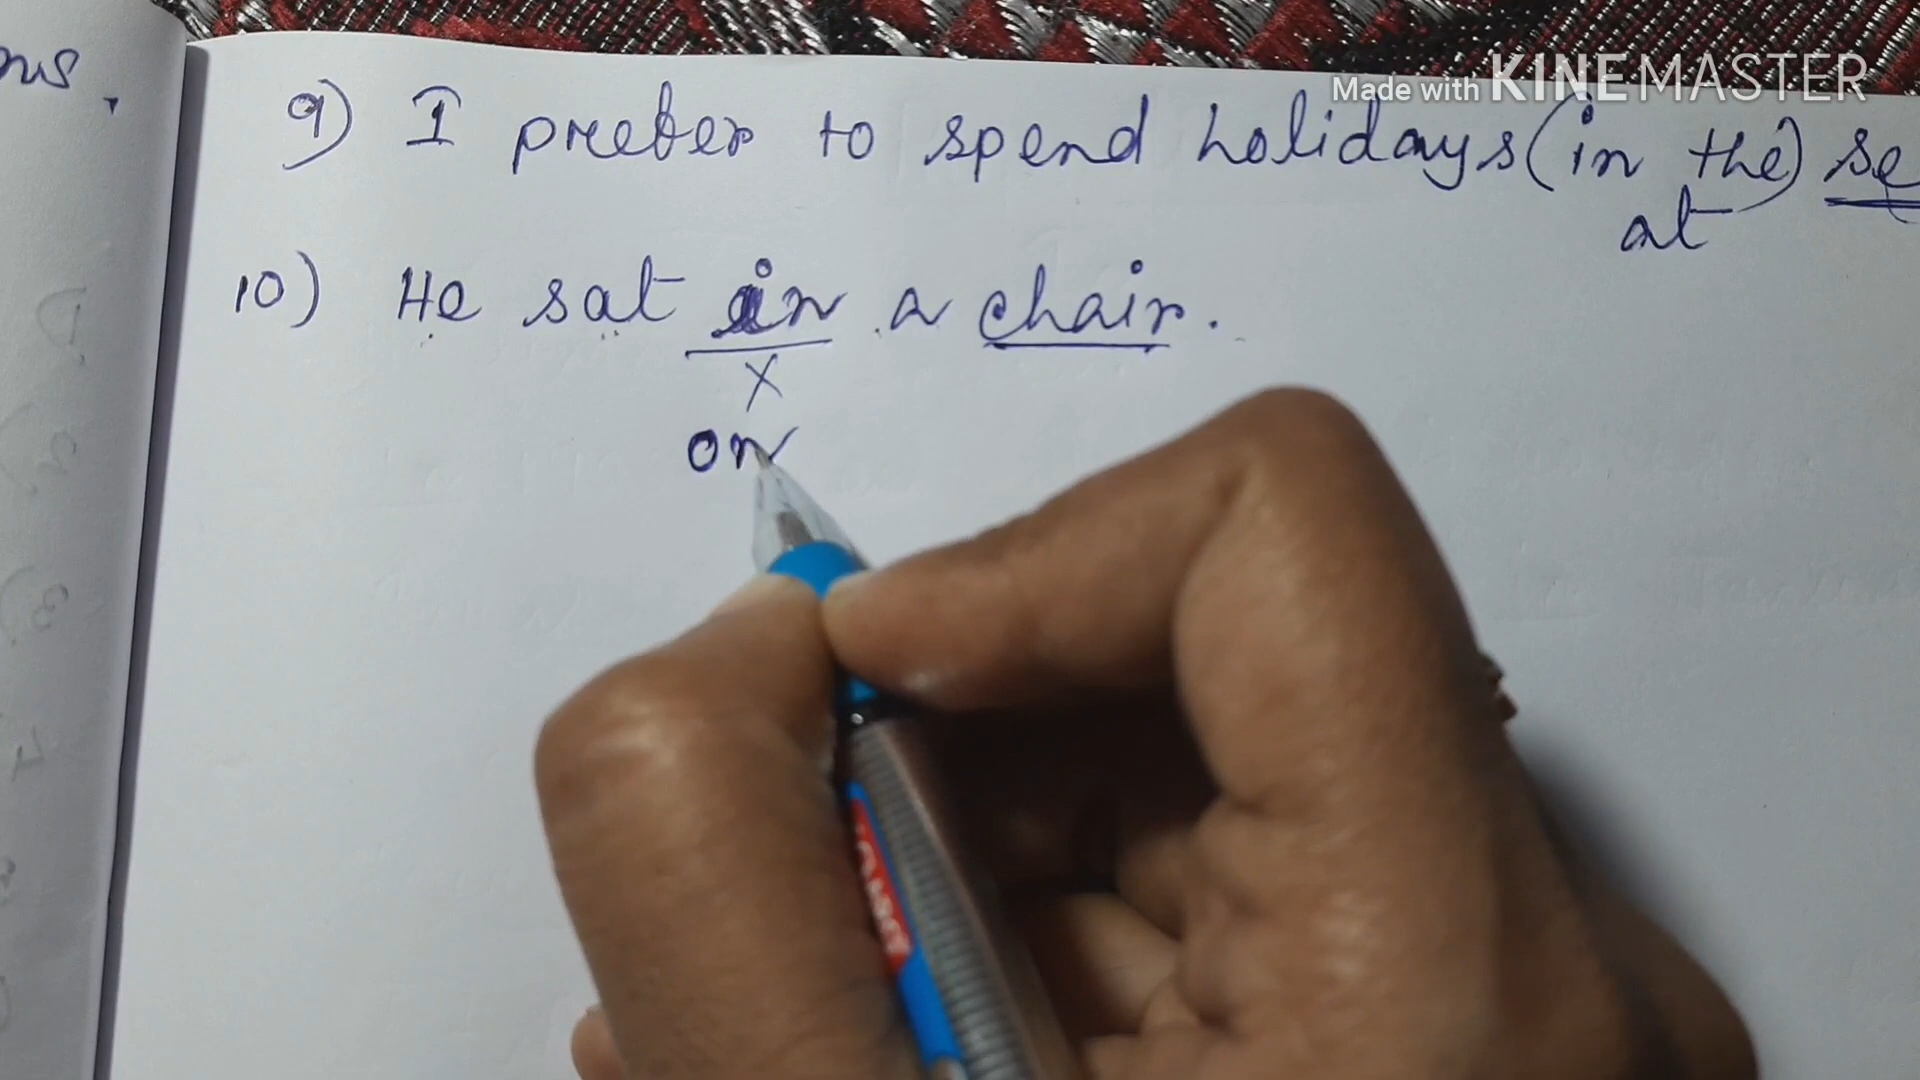 Made with KINEMASTER
9) I prefer to spend holidays (in the) se
at
10) He sat in a chair.
X
on